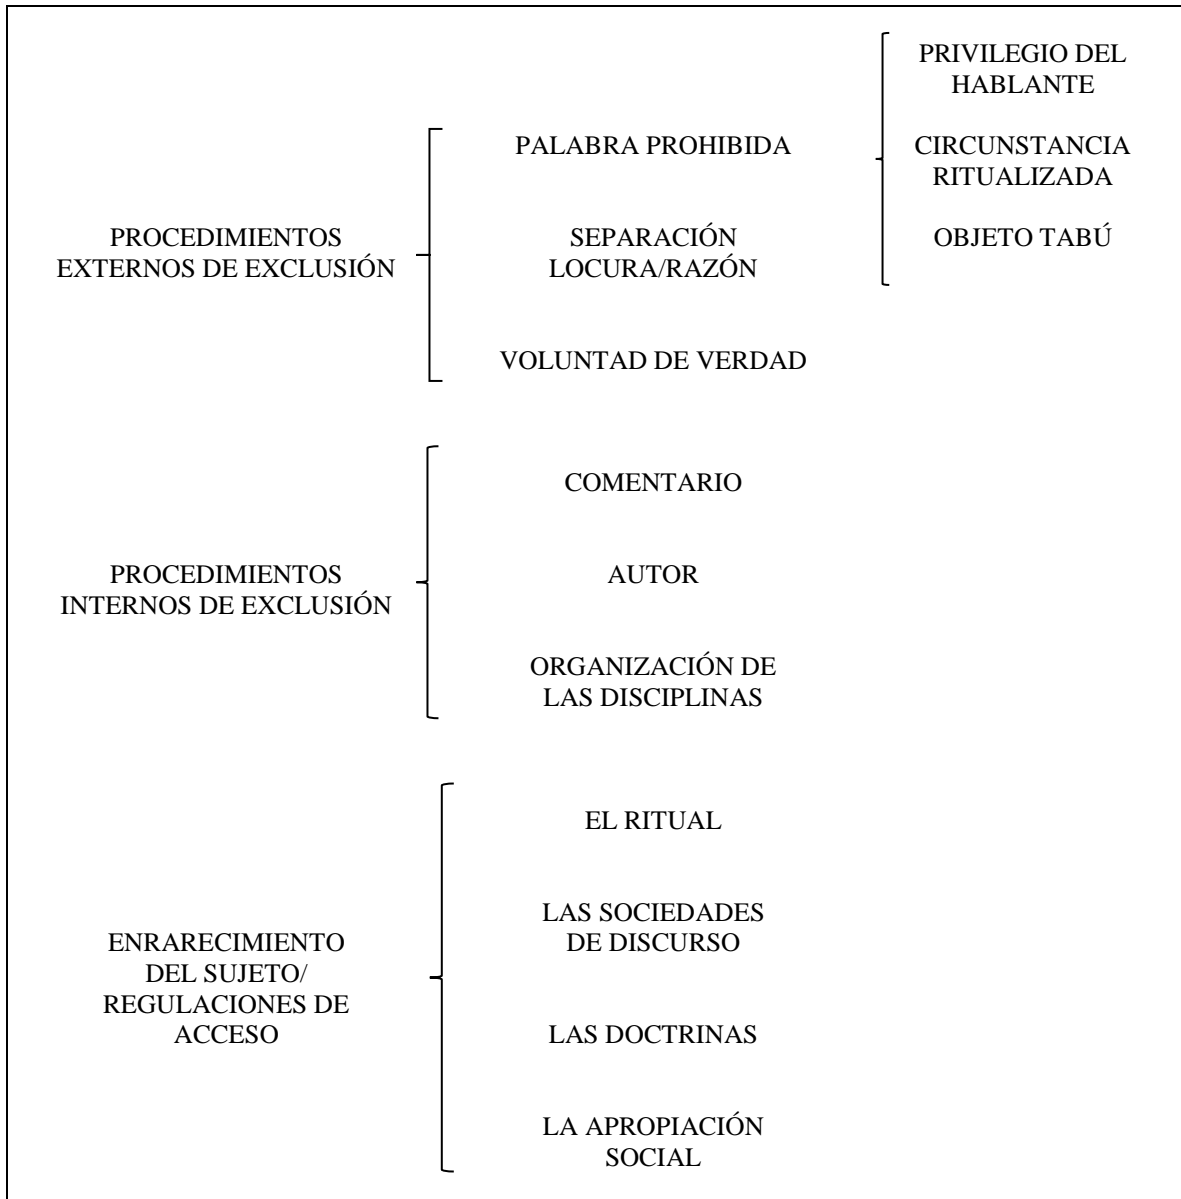 PRIVILEGIO DEL
HABLANTE
PALABRA PROHIBIDA
CIRCUNSTANCIA
RITUALIZADA
PROCEDIMIENTOS
EXTERNOS DE EXCLUSIÓN
SEPARACIÓN
LOCURA/RAZÓN
OBJETO TABÚ
VOLUNTAD DE VERDAD
COMENTARIO
PROCEDIMIENTOS
INTERNOS DE EXCLUSIÓN
AUTOR
ORGANIZACIÓN DE
LAS DISCIPLINAS
EL RITUAL
LAS SOCIEDADES
DE DISCURSO
ENRARECIMIENTO
DEL SUJETO/
REGULACIONES DE
ACCESO
LAS DOCTRINAS
LA APROPIACIÓN
SOCIAL